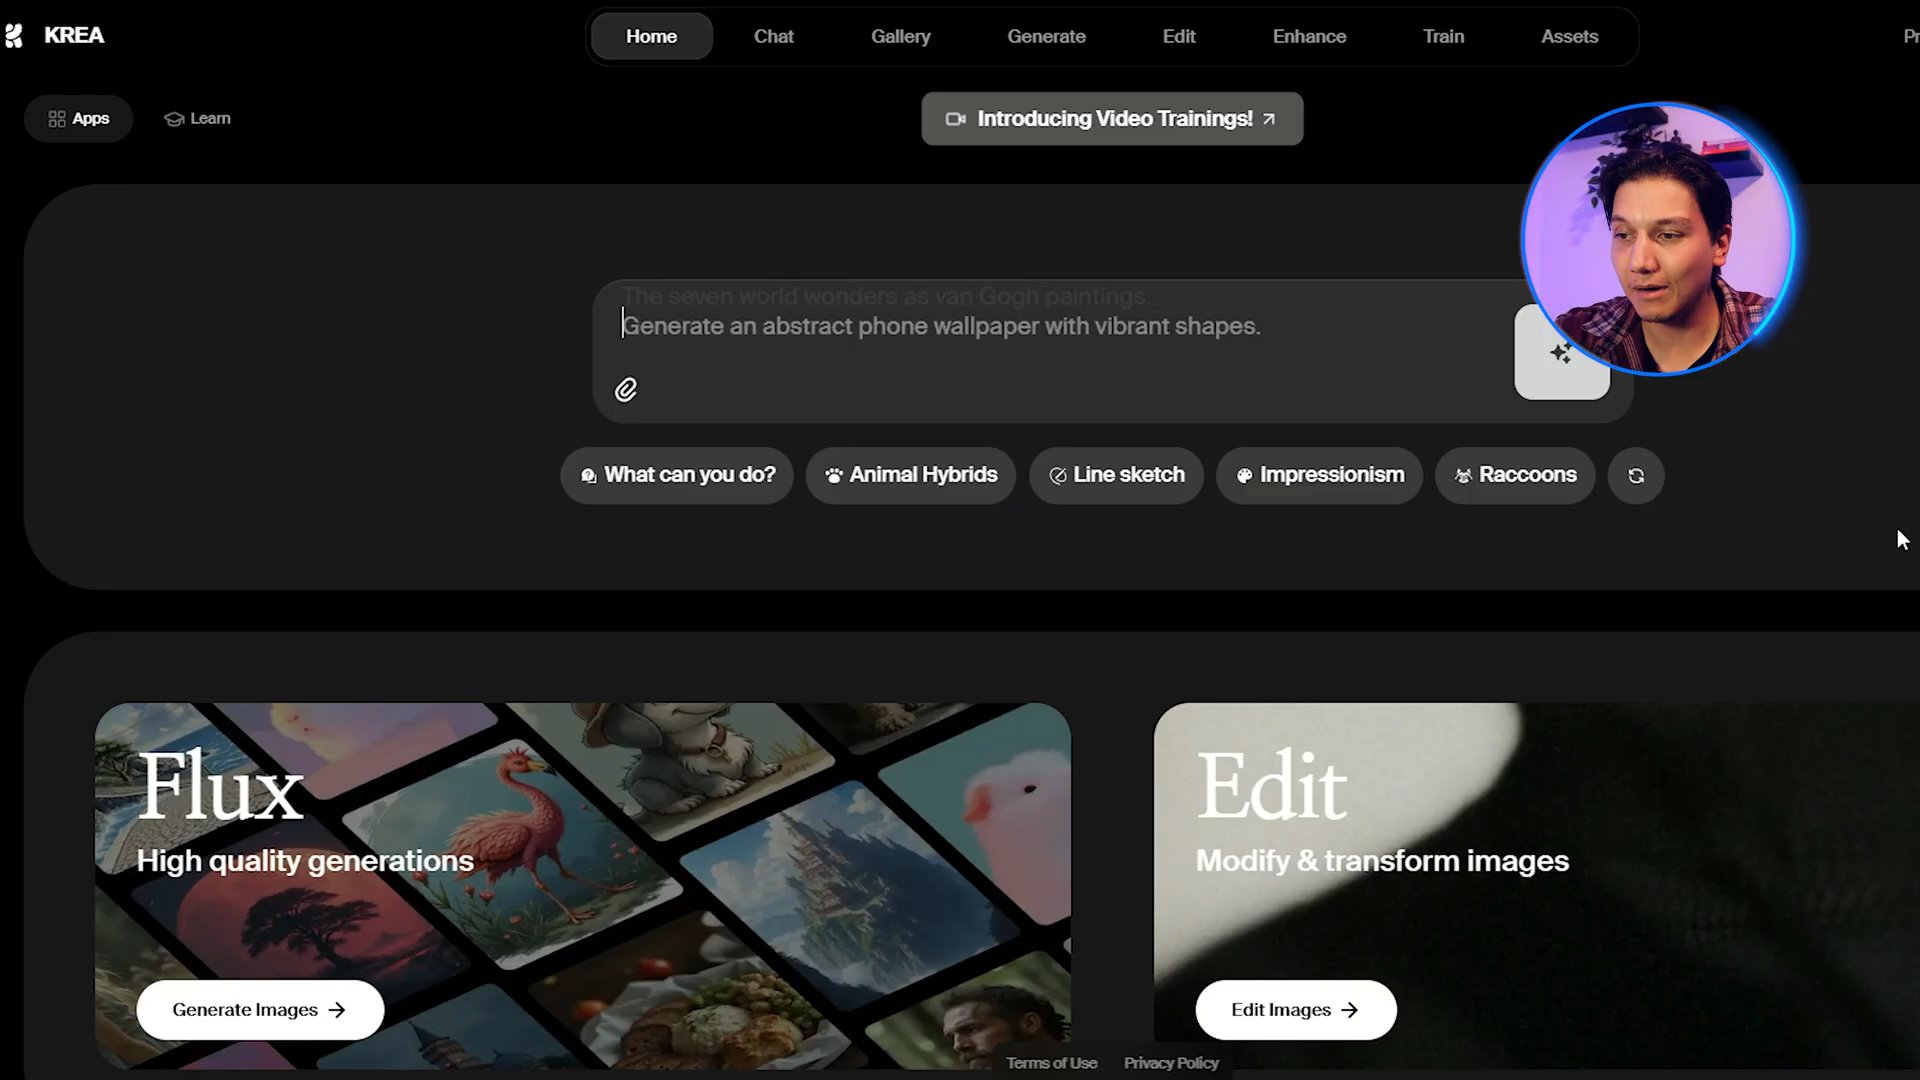 KREA
Home Chat Gallery Generate Edit Enhance Train Assets Pr
Apps Learn
Introducing Video Trainings!
The seven world wonders as van Gogh paintings.
Generate an abstract phone wallpaper with vibrant shapes.
What can you do? Animal Hybrids Line sketch Impressionism Raccoons
Flux
High quality generations
Generate Images
Edit
Modify & transform images
Edit Images
Terms of Use Privacy Policy